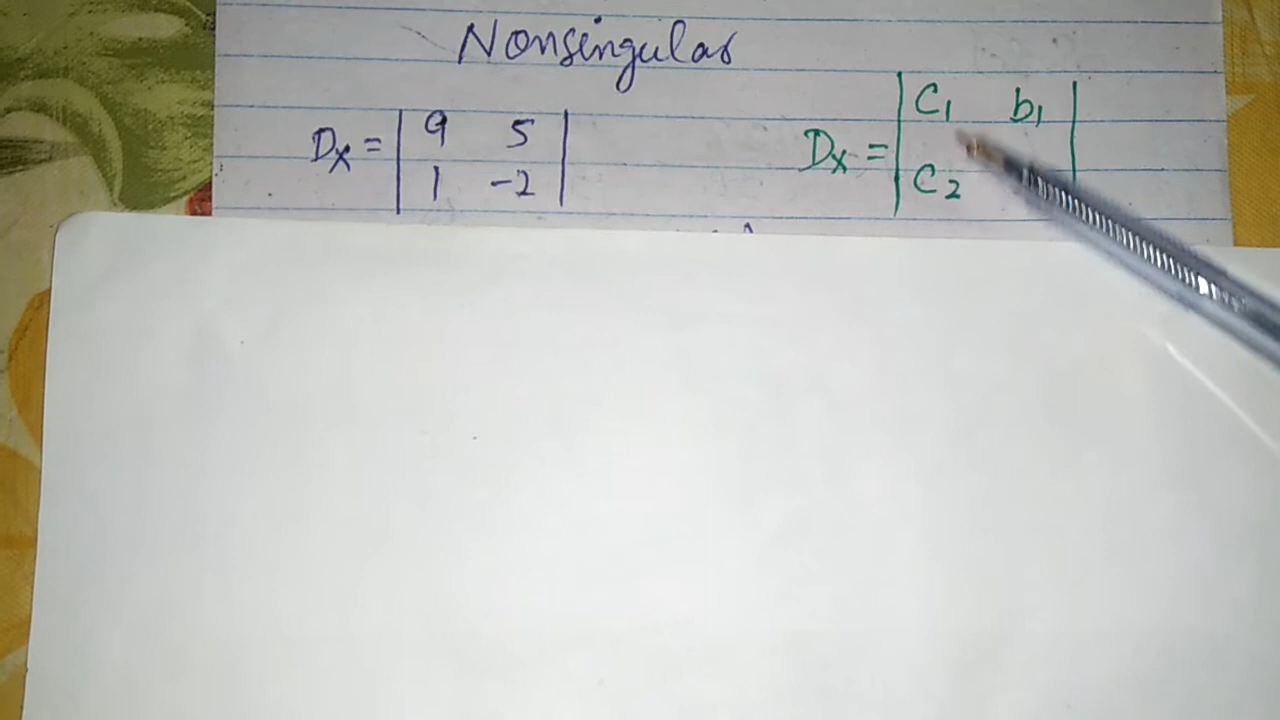 Nonsingular
Dx = | 9 5 | Dx = | C1 b1 |
| 1 -2 | | C2 |